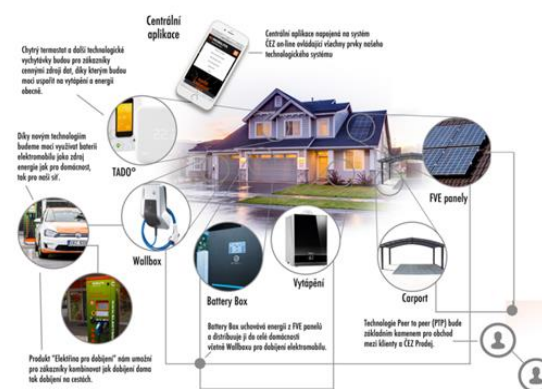 Centrální
aplikace
Centrální aplikace napojená na systém
ČEZ on-line ovládající všechny prvky našeho
technologického systému
Chytrý termostat a další technologické
vychytávky budou pro zákazníky
cennými zdroji dat, díky kterým budou
moci uspořit na vytápění a energii
obecně.
TADO°
Díky novým technologiím
budeme moci využívat baterii
elektromobilu jako zdroj
energie jak pro domácnost,
tak pro naši síť.
Wallbox
Battery Box
Vytápění
FVE panely
Carport
Produkt "Elektřina pro dobíjení" nám umožní
pro zákazníky kombinovat jak dobíjení doma
tak dobíjení na cestách.
Battery Box uchovává energii z FVE panelů
a distribuuje ji do celé domácnosti
včetně Wallboxu pro dobíjení elektromobilu.
Technologie Peer to peer (PTP) bude
základním kamenem pro obchod
mezi klienty a ČEZ Prodej.